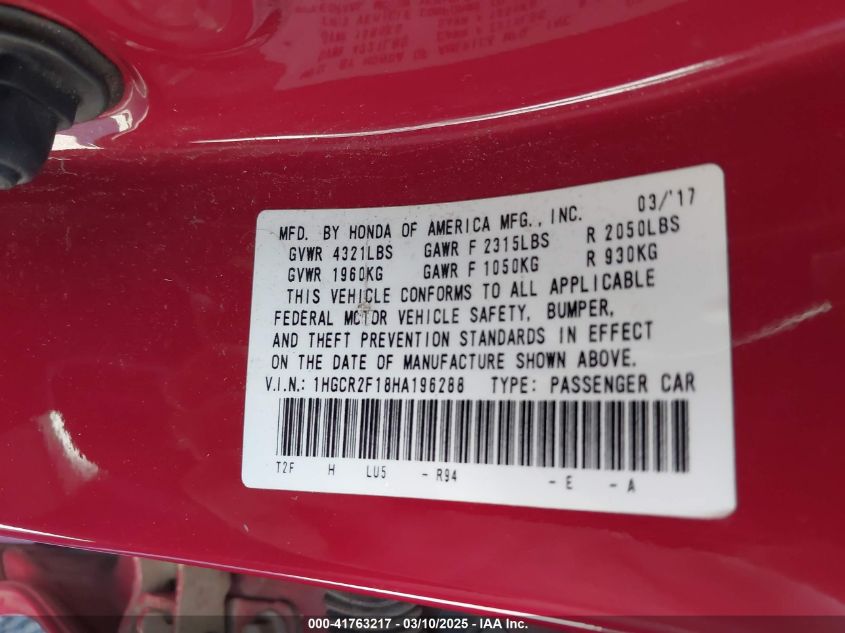 MFD. BY HONDA OF AMERICA MFG., INC. 03/'17
GVWR 4321LBS GAWR F 2315LBS R 2050LBS
GVWR 1960KG GAWR F 1050KG R 930KG
THIS VEHICLE CONFORMS TO ALL APPLICABLE
FEDERAL MOTOR VEHICLE SAFETY, BUMPER,
AND THEFT PREVENTION STANDARDS IN EFFECT
ON THE DATE OF MANUFACTURE SHOWN ABOVE.
V.I.N.: 1HGCR2F18HA196288 TYPE: PASSENGER CAR
T2F H LU5 - R94 - E - A
000-41763217 - 03/10/2025 - IAA Inc.